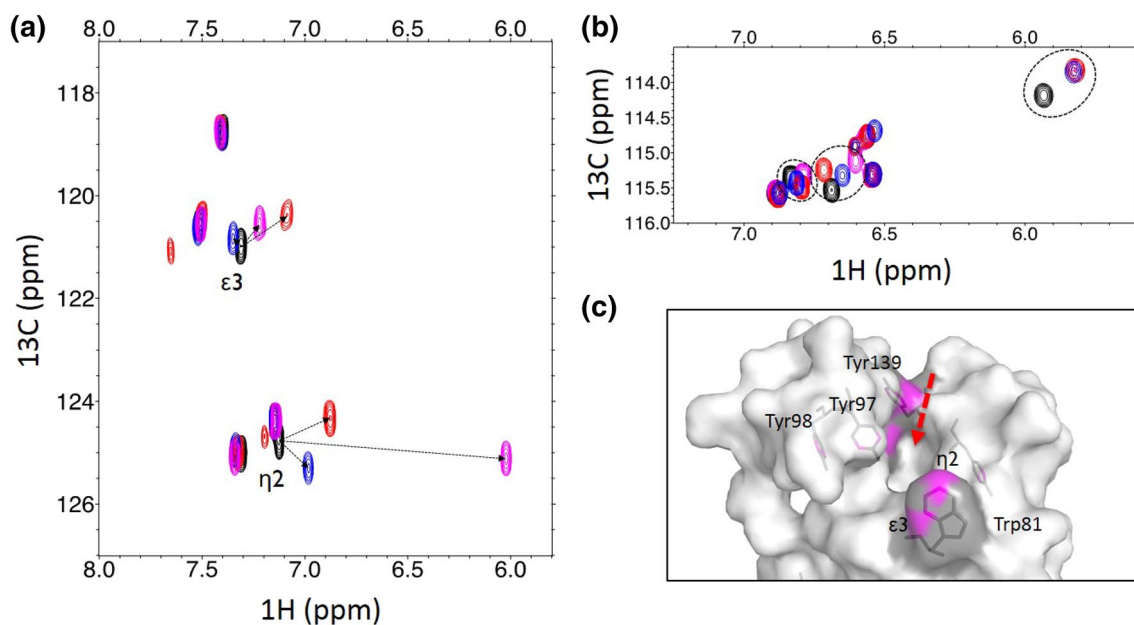 (a)
8.0 7.5 7.0 6.5 6.0
118
120
122
124
126
13C (ppm)
ε3
η2
8.0 7.5 7.0 6.5 6.0
1H (ppm)
(b)
7.0 6.5 6.0
114.0
114.5
115.0
115.5
116.0
13C (ppm)
7.0 6.5 6.0
1H (ppm)
(c)
Tyr139
Tyr98
Tyr97
η2
ε3
Trp81